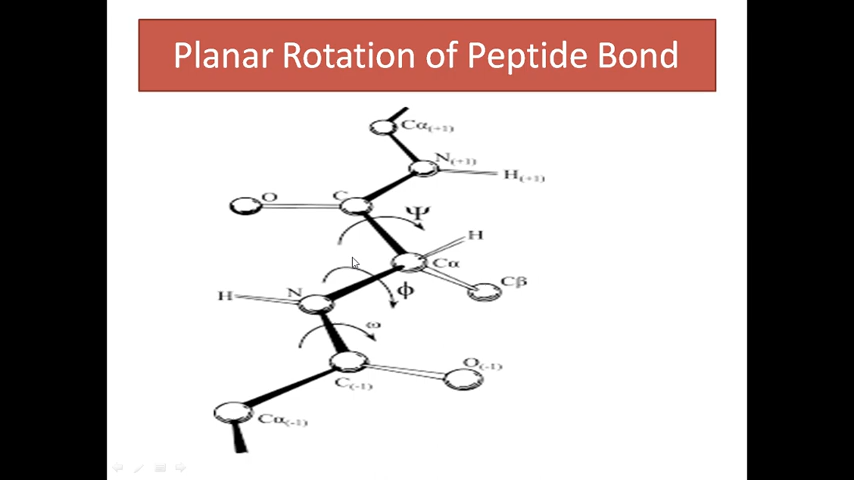 Planar Rotation of Peptide Bond
Cα(+1)
N(+1)
H(+1)
O
C
Ψ
H
Cα
Cβ
H
N
ϕ
ω
O(-1)
C(-1)
Cα(-1)